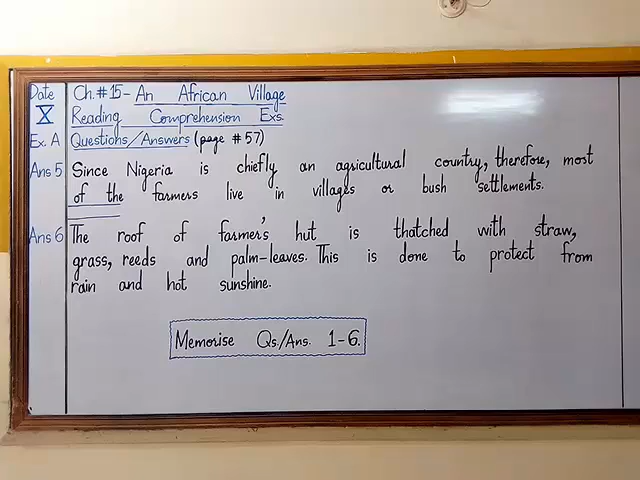 Date Ch. #15- An African Village
X Reading Comprehension Exs.
Ex. A Questions/Answers (page #57)
Ans 5 Since Nigeria is chiefly an agricultural country, therefore, most
of the farmers live in villages or bush settlements.
Ans 6 The roof of farmer's hut is thatched with straw,
grass, reeds and palm-leaves. This is done to protect from
rain and hot sunshine.
Memorise Qs./Ans. 1-6.